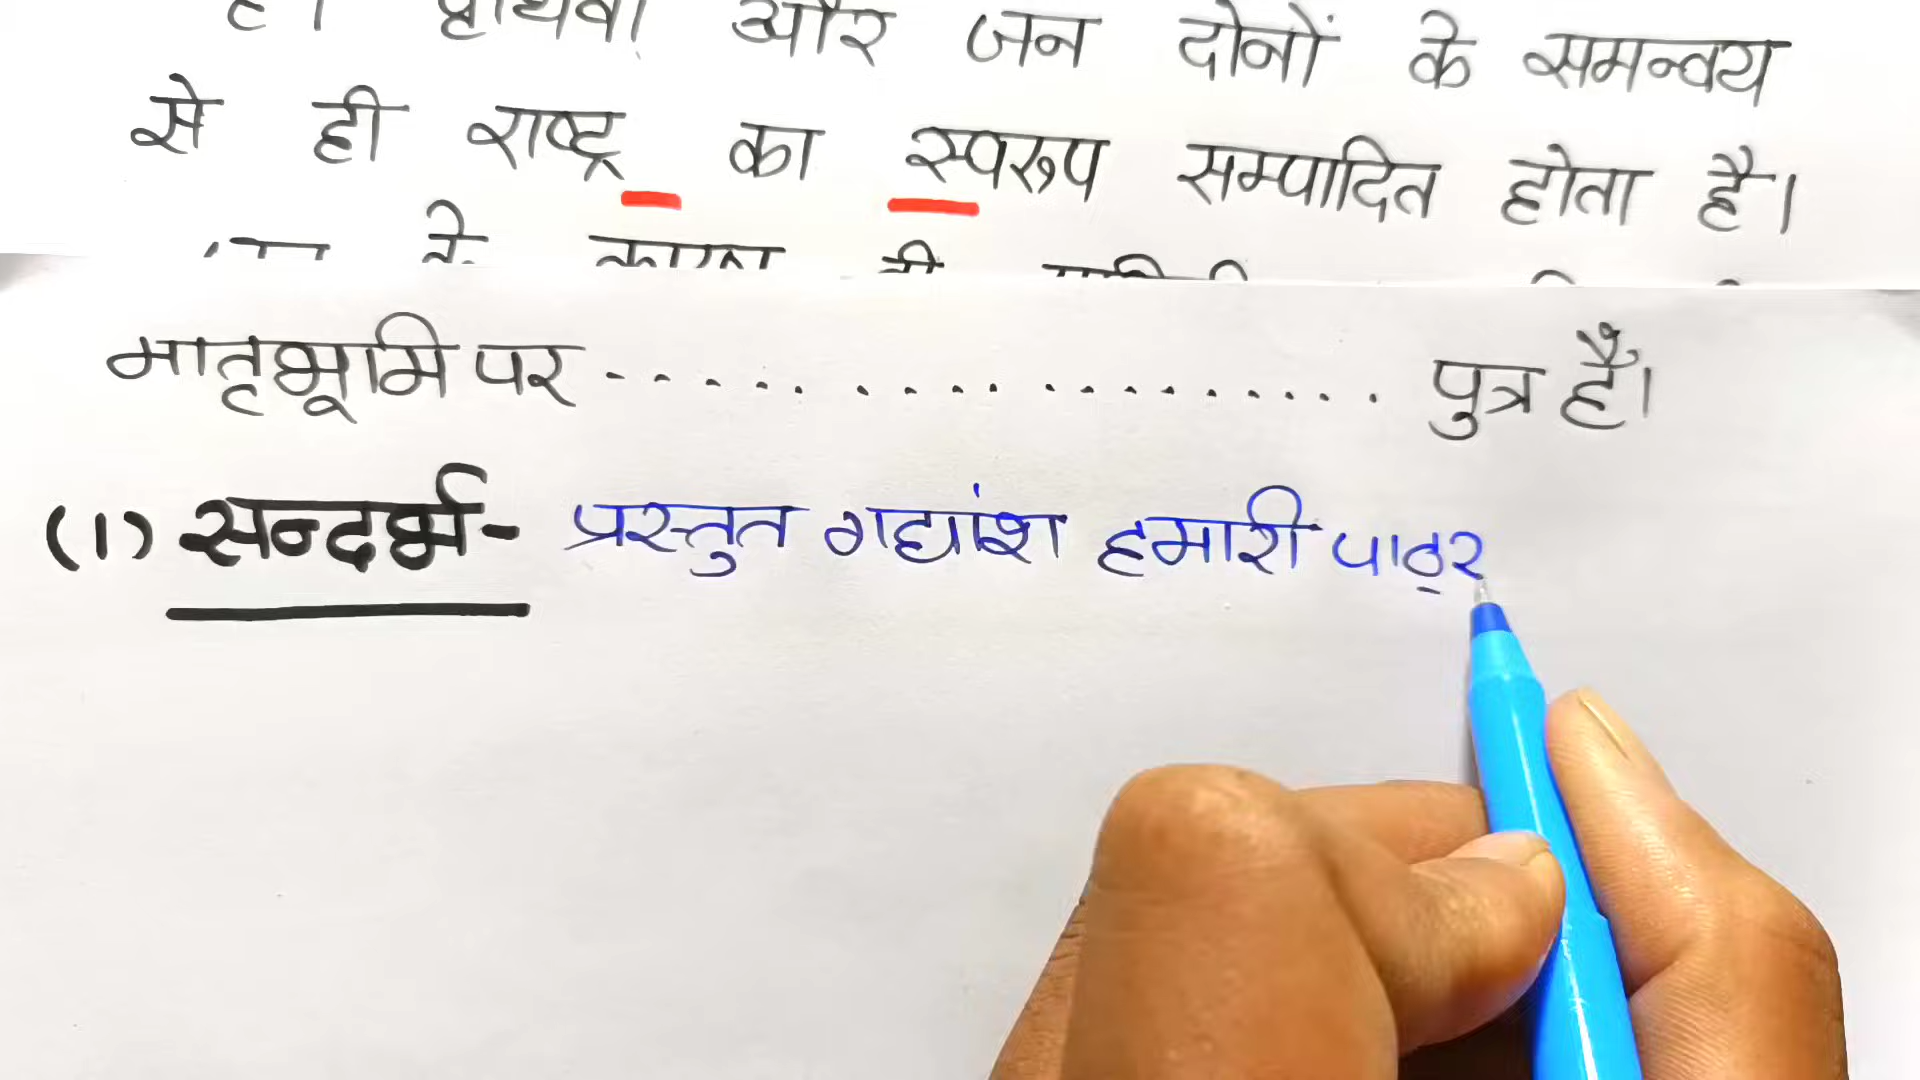 है। पृथिवी और जन दोनों के समन्वय
से ही राष्ट्र का स्वरूप सम्पादित होता है।
मातृभूमि पर - - - - - . . . . . . . . . . . . पुत्र हैं।
(1) सन्दर्भ- प्रस्तुत गद्यांश हमारी पाठ्र